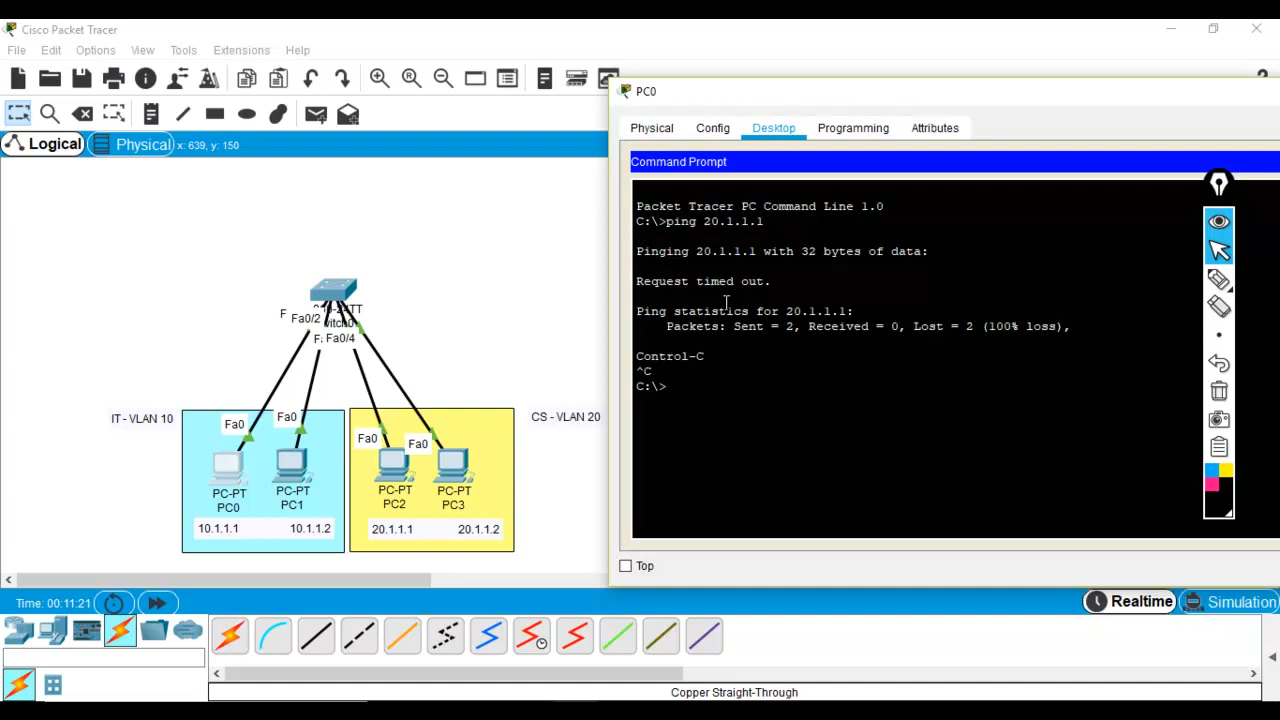 Cisco Packet Tracer
File Edit Options View Tools Extensions Help
Logical Physical x: 639, y: 150
Fa0/2
Fa0/4
IT - VLAN 10
CS - VLAN 20
Fa0 Fa0 Fa0 Fa0
PC-PT PC-PT PC-PT PC-PT
PC0 PC1 PC2 PC3
10.1.1.1 10.1.1.2 20.1.1.1 20.1.1.2
PC0
Physical Config Desktop Programming Attributes
Command Prompt
Packet Tracer PC Command Line 1.0
C:\>ping 20.1.1.1
Pinging 20.1.1.1 with 32 bytes of data:
Request timed out.
Ping statistics for 20.1.1.1:
Packets: Sent = 2, Received = 0, Lost = 2 (100% loss),
Control-C
^C
C:\>
Top
Time: 00:11:21
Realtime Simulation
Copper Straight-Through